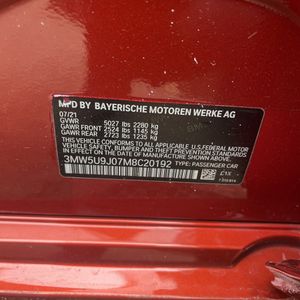 MFD BY BAYERISCHE MOTOREN WERKE AG
07/21
GVWR 5027 lbs 2280 kg
GAWR FRONT 2524 lbs 1145 kg
GAWR REAR 2723 lbs 1235 kg
THIS VEHICLE CONFORMS TO ALL APPLICABLE U.S.FEDERAL MOTOR
VEHICLE SAFETY, BUMPER, AND THEFT PREVENTION STANDARDS
IN EFFECT ON THE DATE OF MANUFACTURE SHOWN ABOVE.
3MW5U9J07M8C20192 TYPE: PASSENGER CAR
C1X